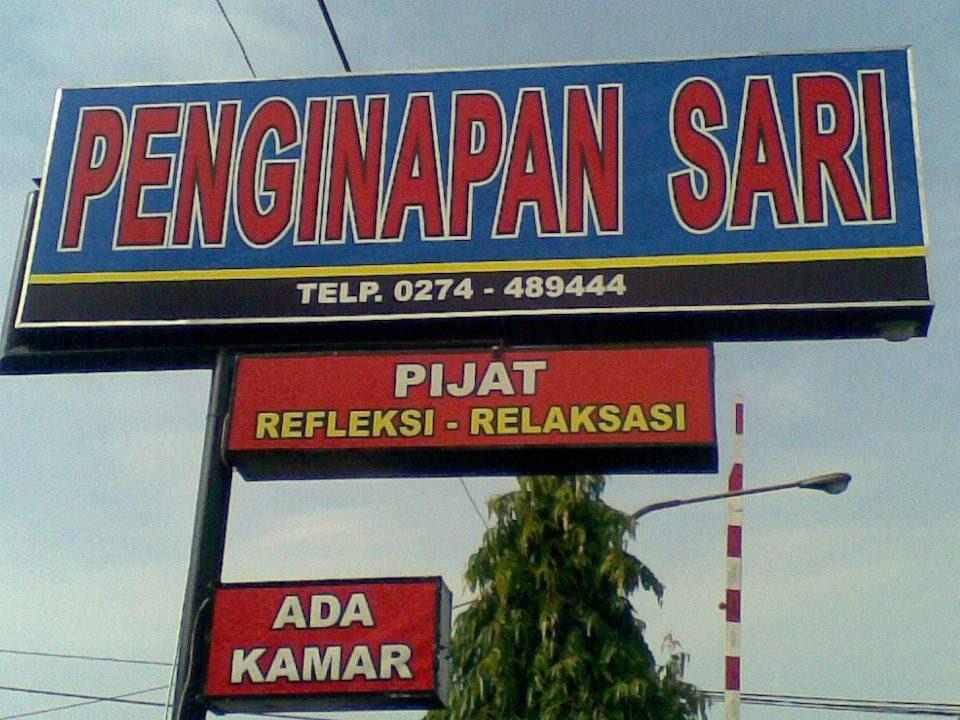 PENGINAPAN SARI
TELP. 0274 - 489444
PIJAT
REFLEKSI - RELAKSASI
ADA
KAMAR